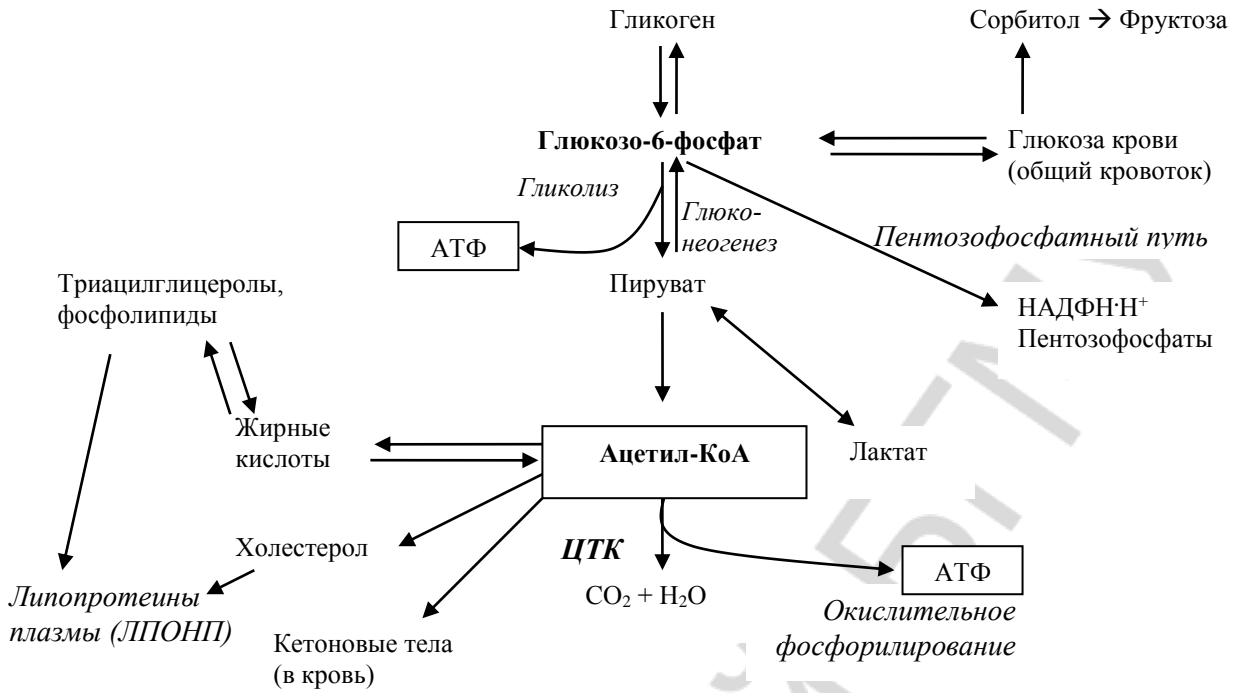 Гликоген
Сорбитол → Фруктоза
Глюкозо-6-фосфат
Глюкоза крови
(общий кровоток)
Гликолиз
Глюко-
неогенез
АТФ
Пентозофосфатный путь
Триацилглицеролы,
фосфолипиды
Пируват
НАДФН·Н⁺
Пентозофосфаты
Жирные
кислоты
Ацетил-КоА
Лактат
Холестерол
ЦТК
АТФ
CO₂ + H₂O
Липопротеины
плазмы (ЛПОНП)
Окислительное
фосфорилирование
Кетоновые тела
(в кровь)